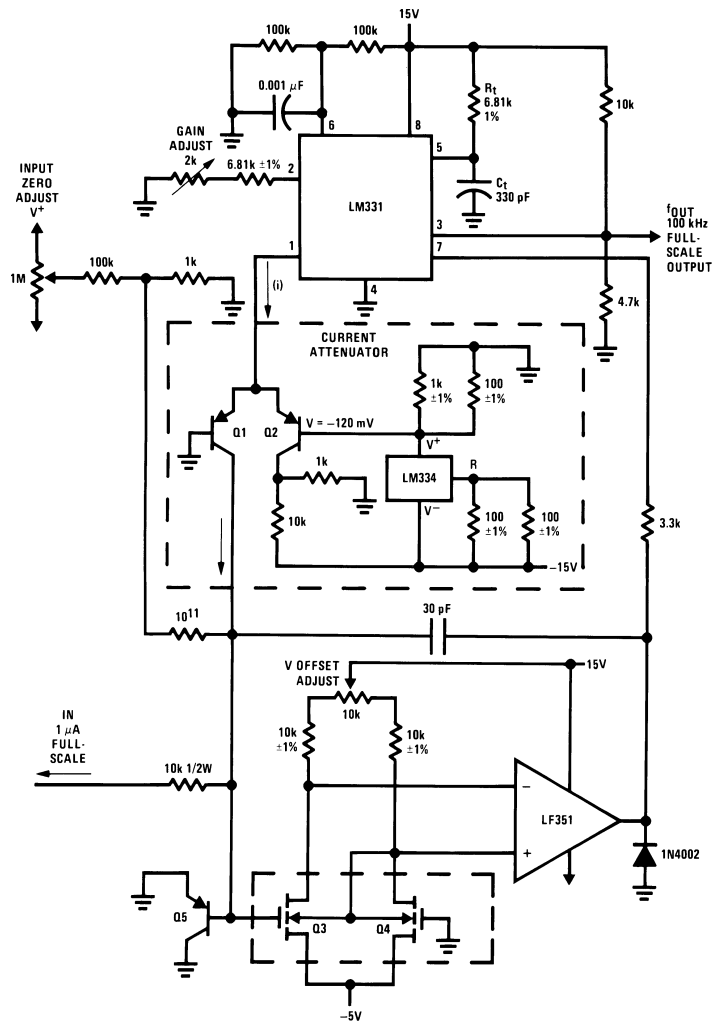 15V
100k
100k
0.001 μF
Rt
6.81k
1%
10k
6
8
5
GAIN
ADJUST
2k
6.81k ±1%
2
LM331
Ct
330 pF
INPUT
ZERO
ADJUST
V+
3
fOUT
100 kHz
FULL-
SCALE
OUTPUT
1
7
1M
100k
1k
(i)
4
4.7k
CURRENT
ATTENUATOR
1k
±1%
100
±1%
Q1
Q2
V = −120 mV
V+
1k
LM334
R
10k
V−
100
±1%
100
±1%
3.3k
−15V
10^11
30 pF
V OFFSET
ADJUST
15V
10k
IN
1 μA
FULL-
SCALE
10k
±1%
10k
±1%
10k 1/2W
−
LF351
+
1N4002
Q5
Q3
Q4
−5V